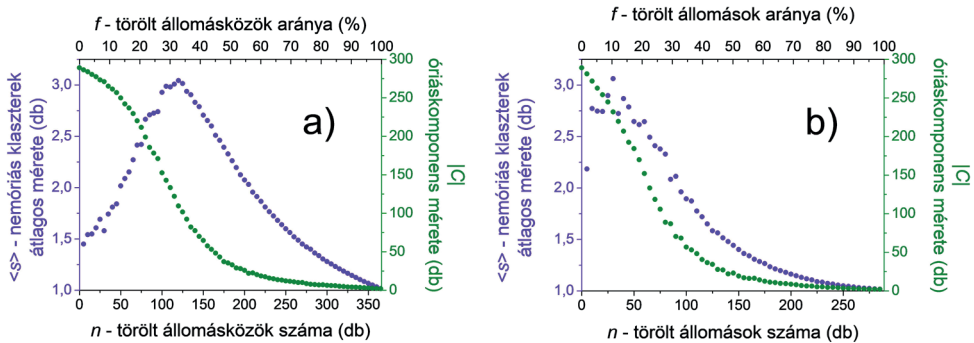 f - törölt állomásközök aránya (%)
0 10 20 30 40 50 60 70 80 90 100
<s> - nemóriás klaszterek
átlagos mérete (db)
3,0
2,5
2,0
1,5
1,0
a)
300
250
200
150
100
50
0
óriáskomponens mérete (db)
|C|
0 50 100 150 200 250 300 350
n - törölt állomásközök száma (db)
f - törölt állomások aránya (%)
0 10 20 30 40 50 60 70 80 90 100
<s> - nemóriás klaszterek
átlagos mérete (db)
3,0
2,5
2,0
1,5
1,0
b)
300
250
200
150
100
50
0
óriáskomponens mérete (db)
|C|
0 50 100 150 200 250
n - törölt állomások száma (db)